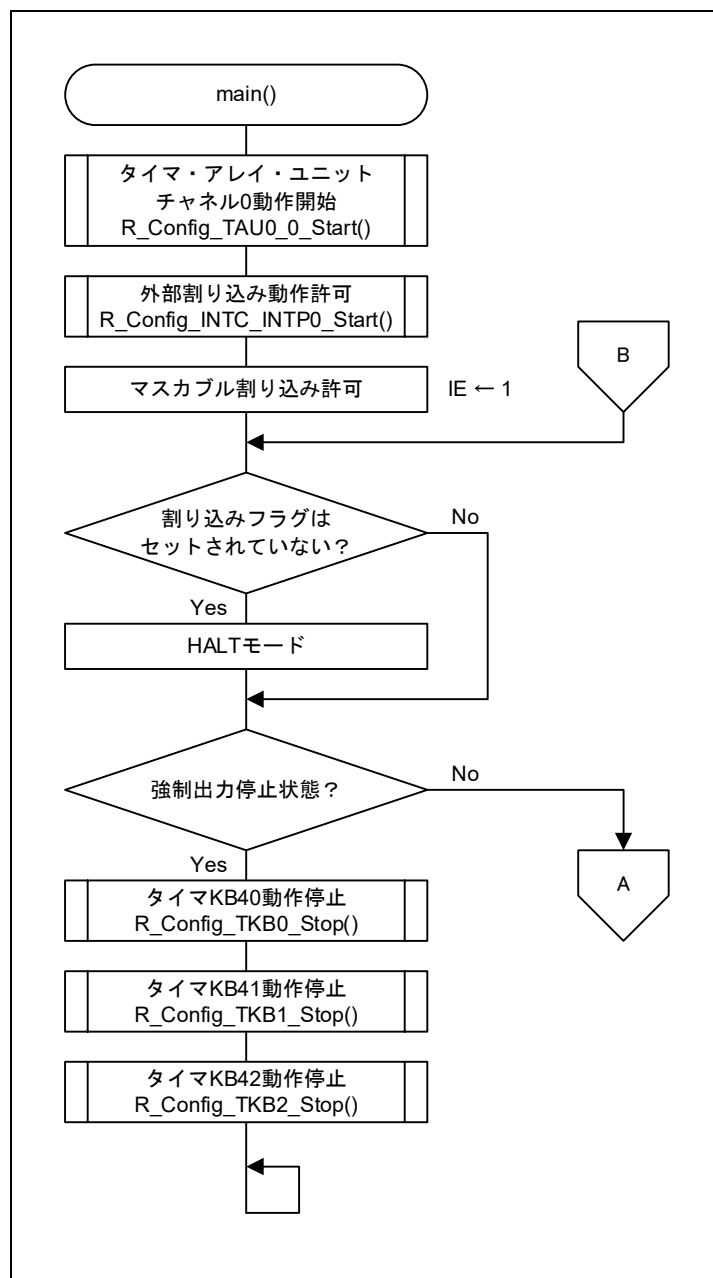 main()
タイマ・アレイ・ユニット
チャネル0動作開始
R_Config_TAU0_0_Start()
外部割り込み動作許可
R_Config_INTC_INTP0_Start()
B
マスカブル割り込み許可
IE ← 1
割り込みフラグは
セットされていない？
No
Yes
HALTモード
強制出力停止状態？
No
Yes
A
タイマKB40動作停止
R_Config_TKB0_Stop()
タイマKB41動作停止
R_Config_TKB1_Stop()
タイマKB42動作停止
R_Config_TKB2_Stop()